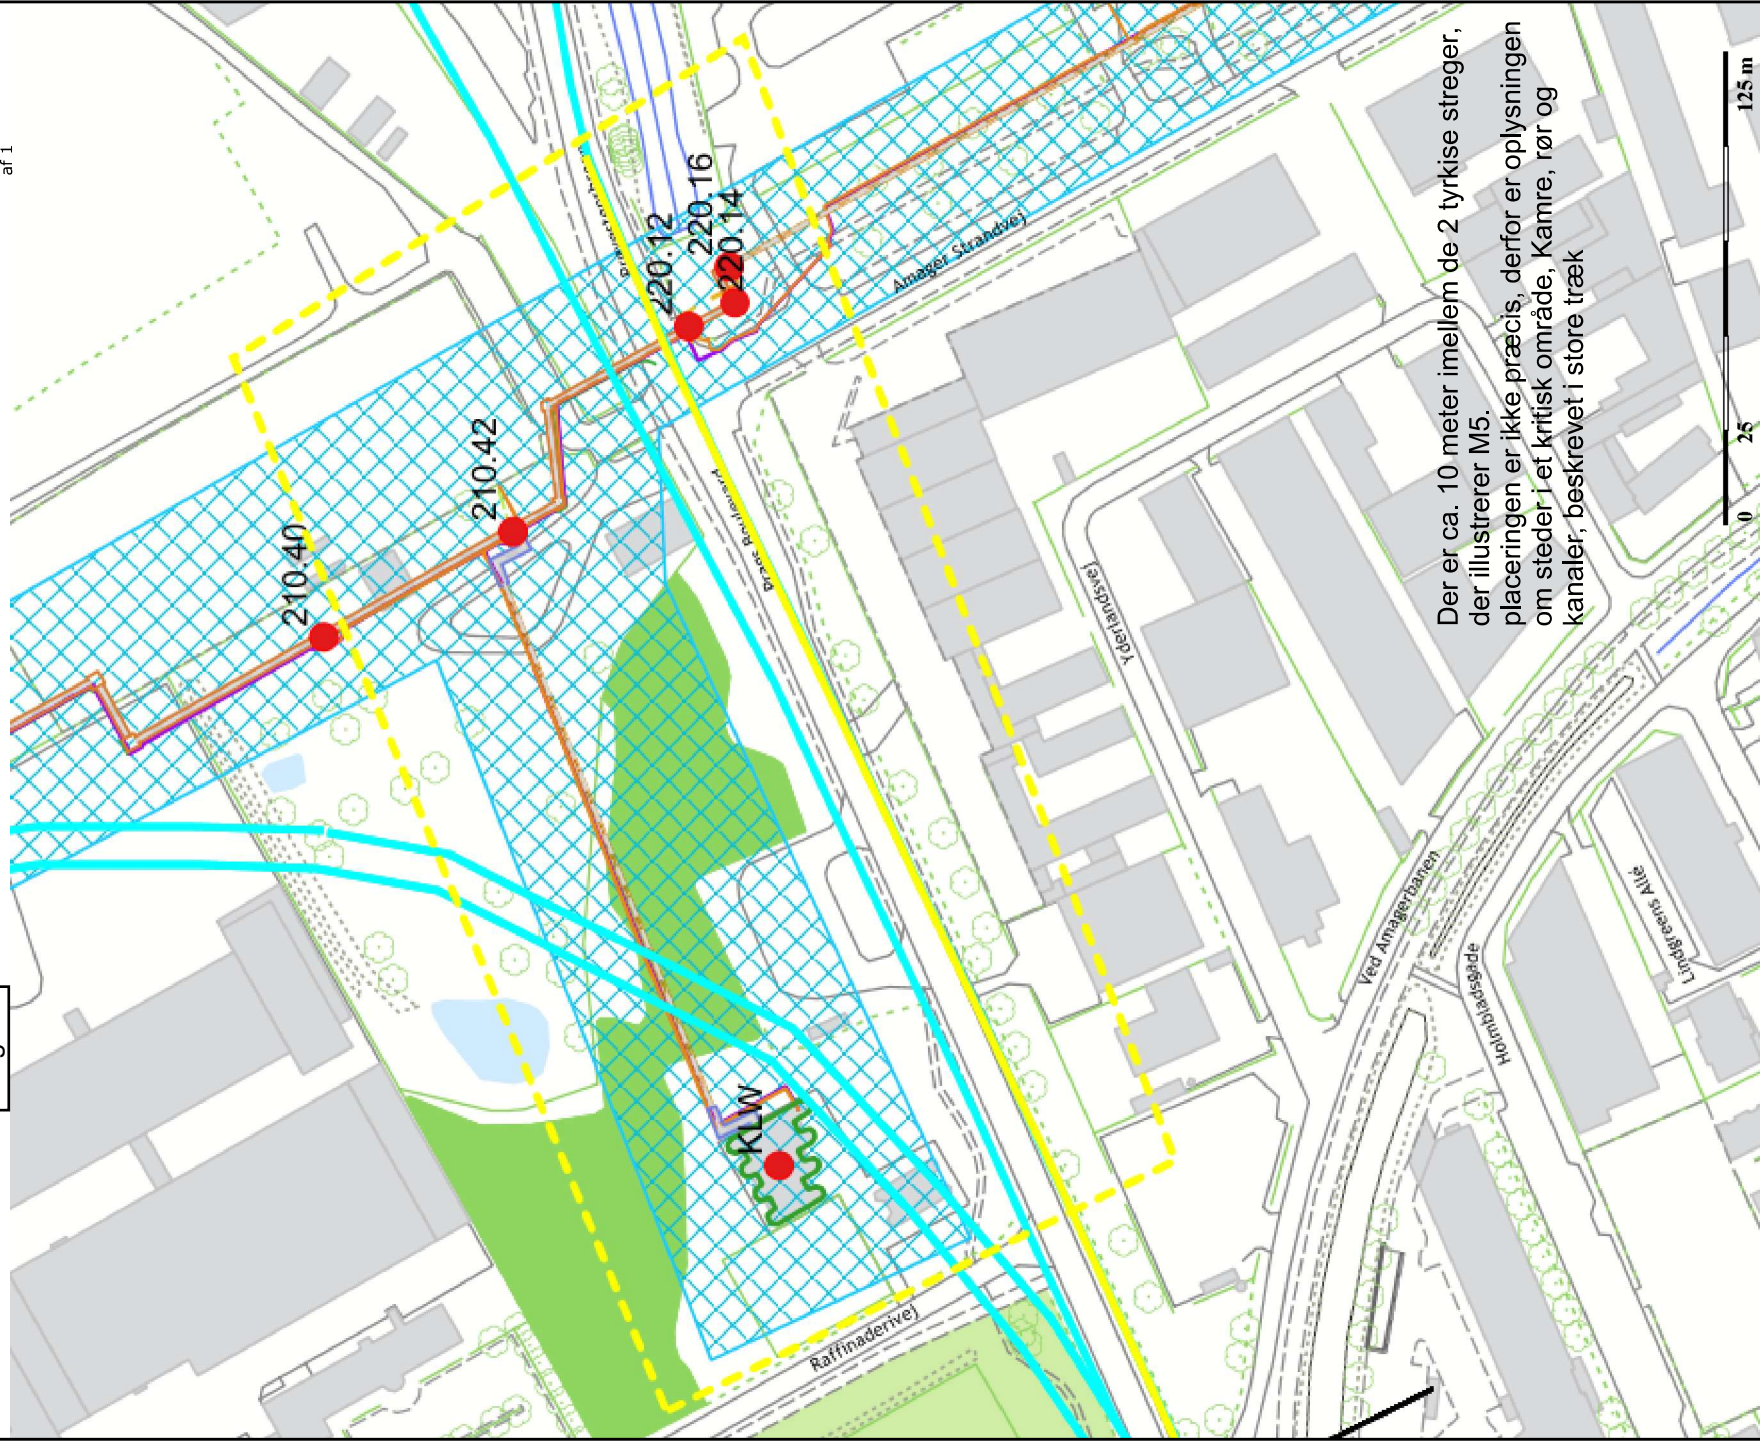 af 1
220.16
220.12
220.14
210.42
210.40
KLW
Amager Strandvej
Prags Boulevard
Yderlandsvej
Ved Amagerbanen
Holmbladsgade
Lindgreens Allé
Raffinaderivej
Der er ca. 10 meter imellem de 2 tyrkise streger,
der illustrerer M5.
placeringen er ikke præcis, derfor er oplysningen
om steder i et kritisk område, Kamre, rør og
kanaler, beskrevet i store træk
0 25 125 m